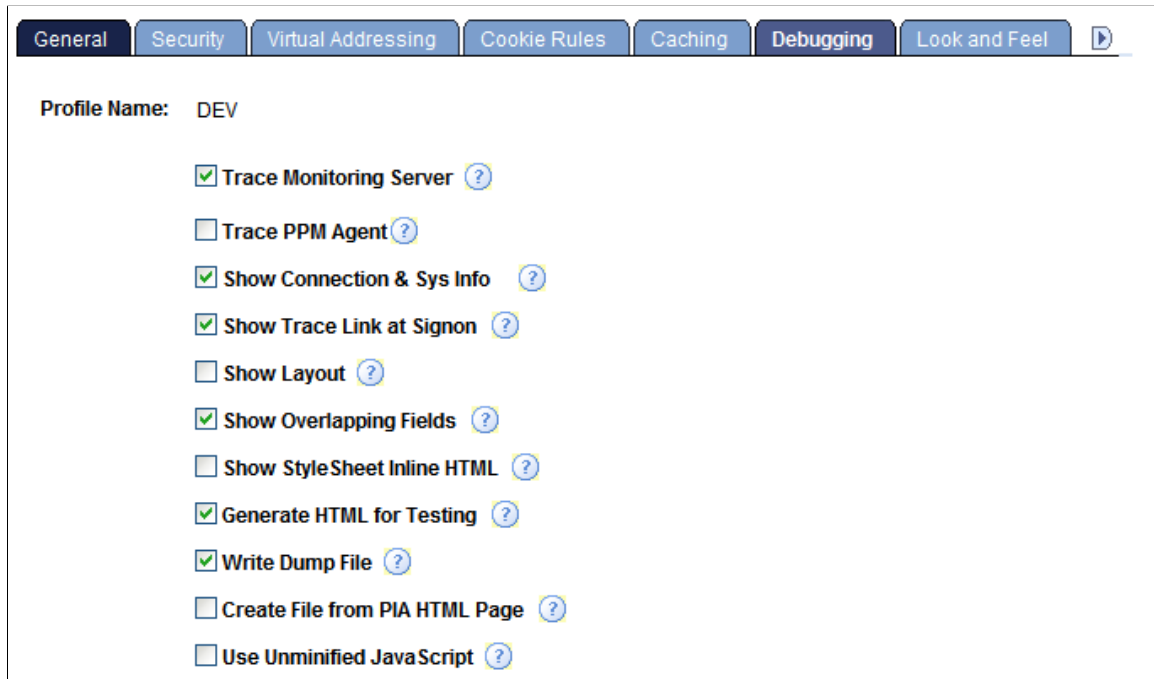 General Security Virtual Addressing Cookie Rules Caching Debugging Look and Feel
Profile Name: DEV
Trace Monitoring Server ?
Trace PPM Agent ?
Show Connection & Sys Info ?
Show Trace Link at Signon ?
Show Layout ?
Show Overlapping Fields ?
Show StyleSheet Inline HTML ?
Generate HTML for Testing ?
Write Dump File ?
Create File from PIA HTML Page ?
Use Unminified JavaScript ?